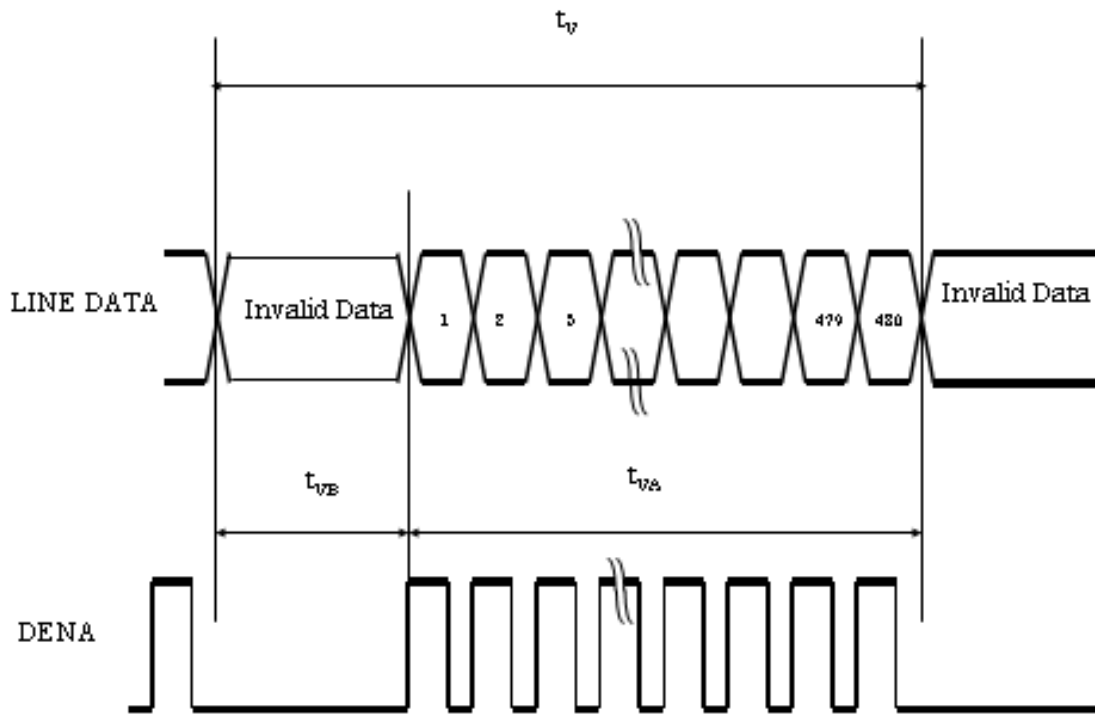 tV
LINE DATA
Invalid Data
1
2
3
479
480
Invalid Data
tVB
tVA
DENA